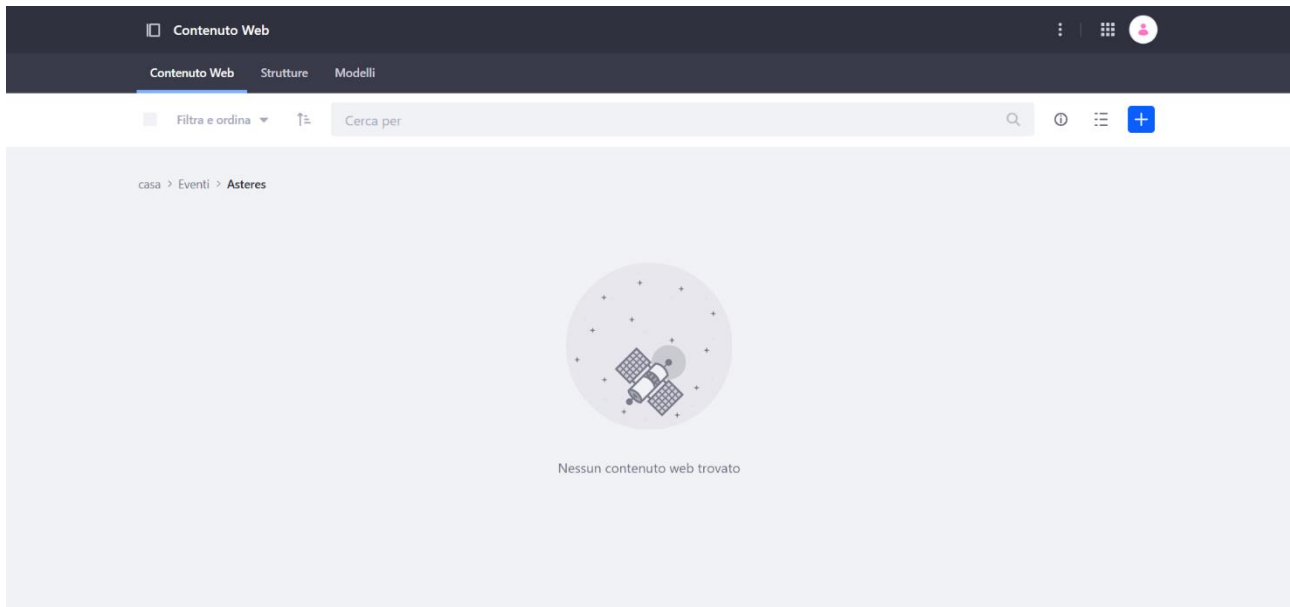 Contenuto Web
Contenuto Web Strutture Modelli
Filtra e ordina Cerca per
casa > Eventi > Asteres
Nessun contenuto web trovato